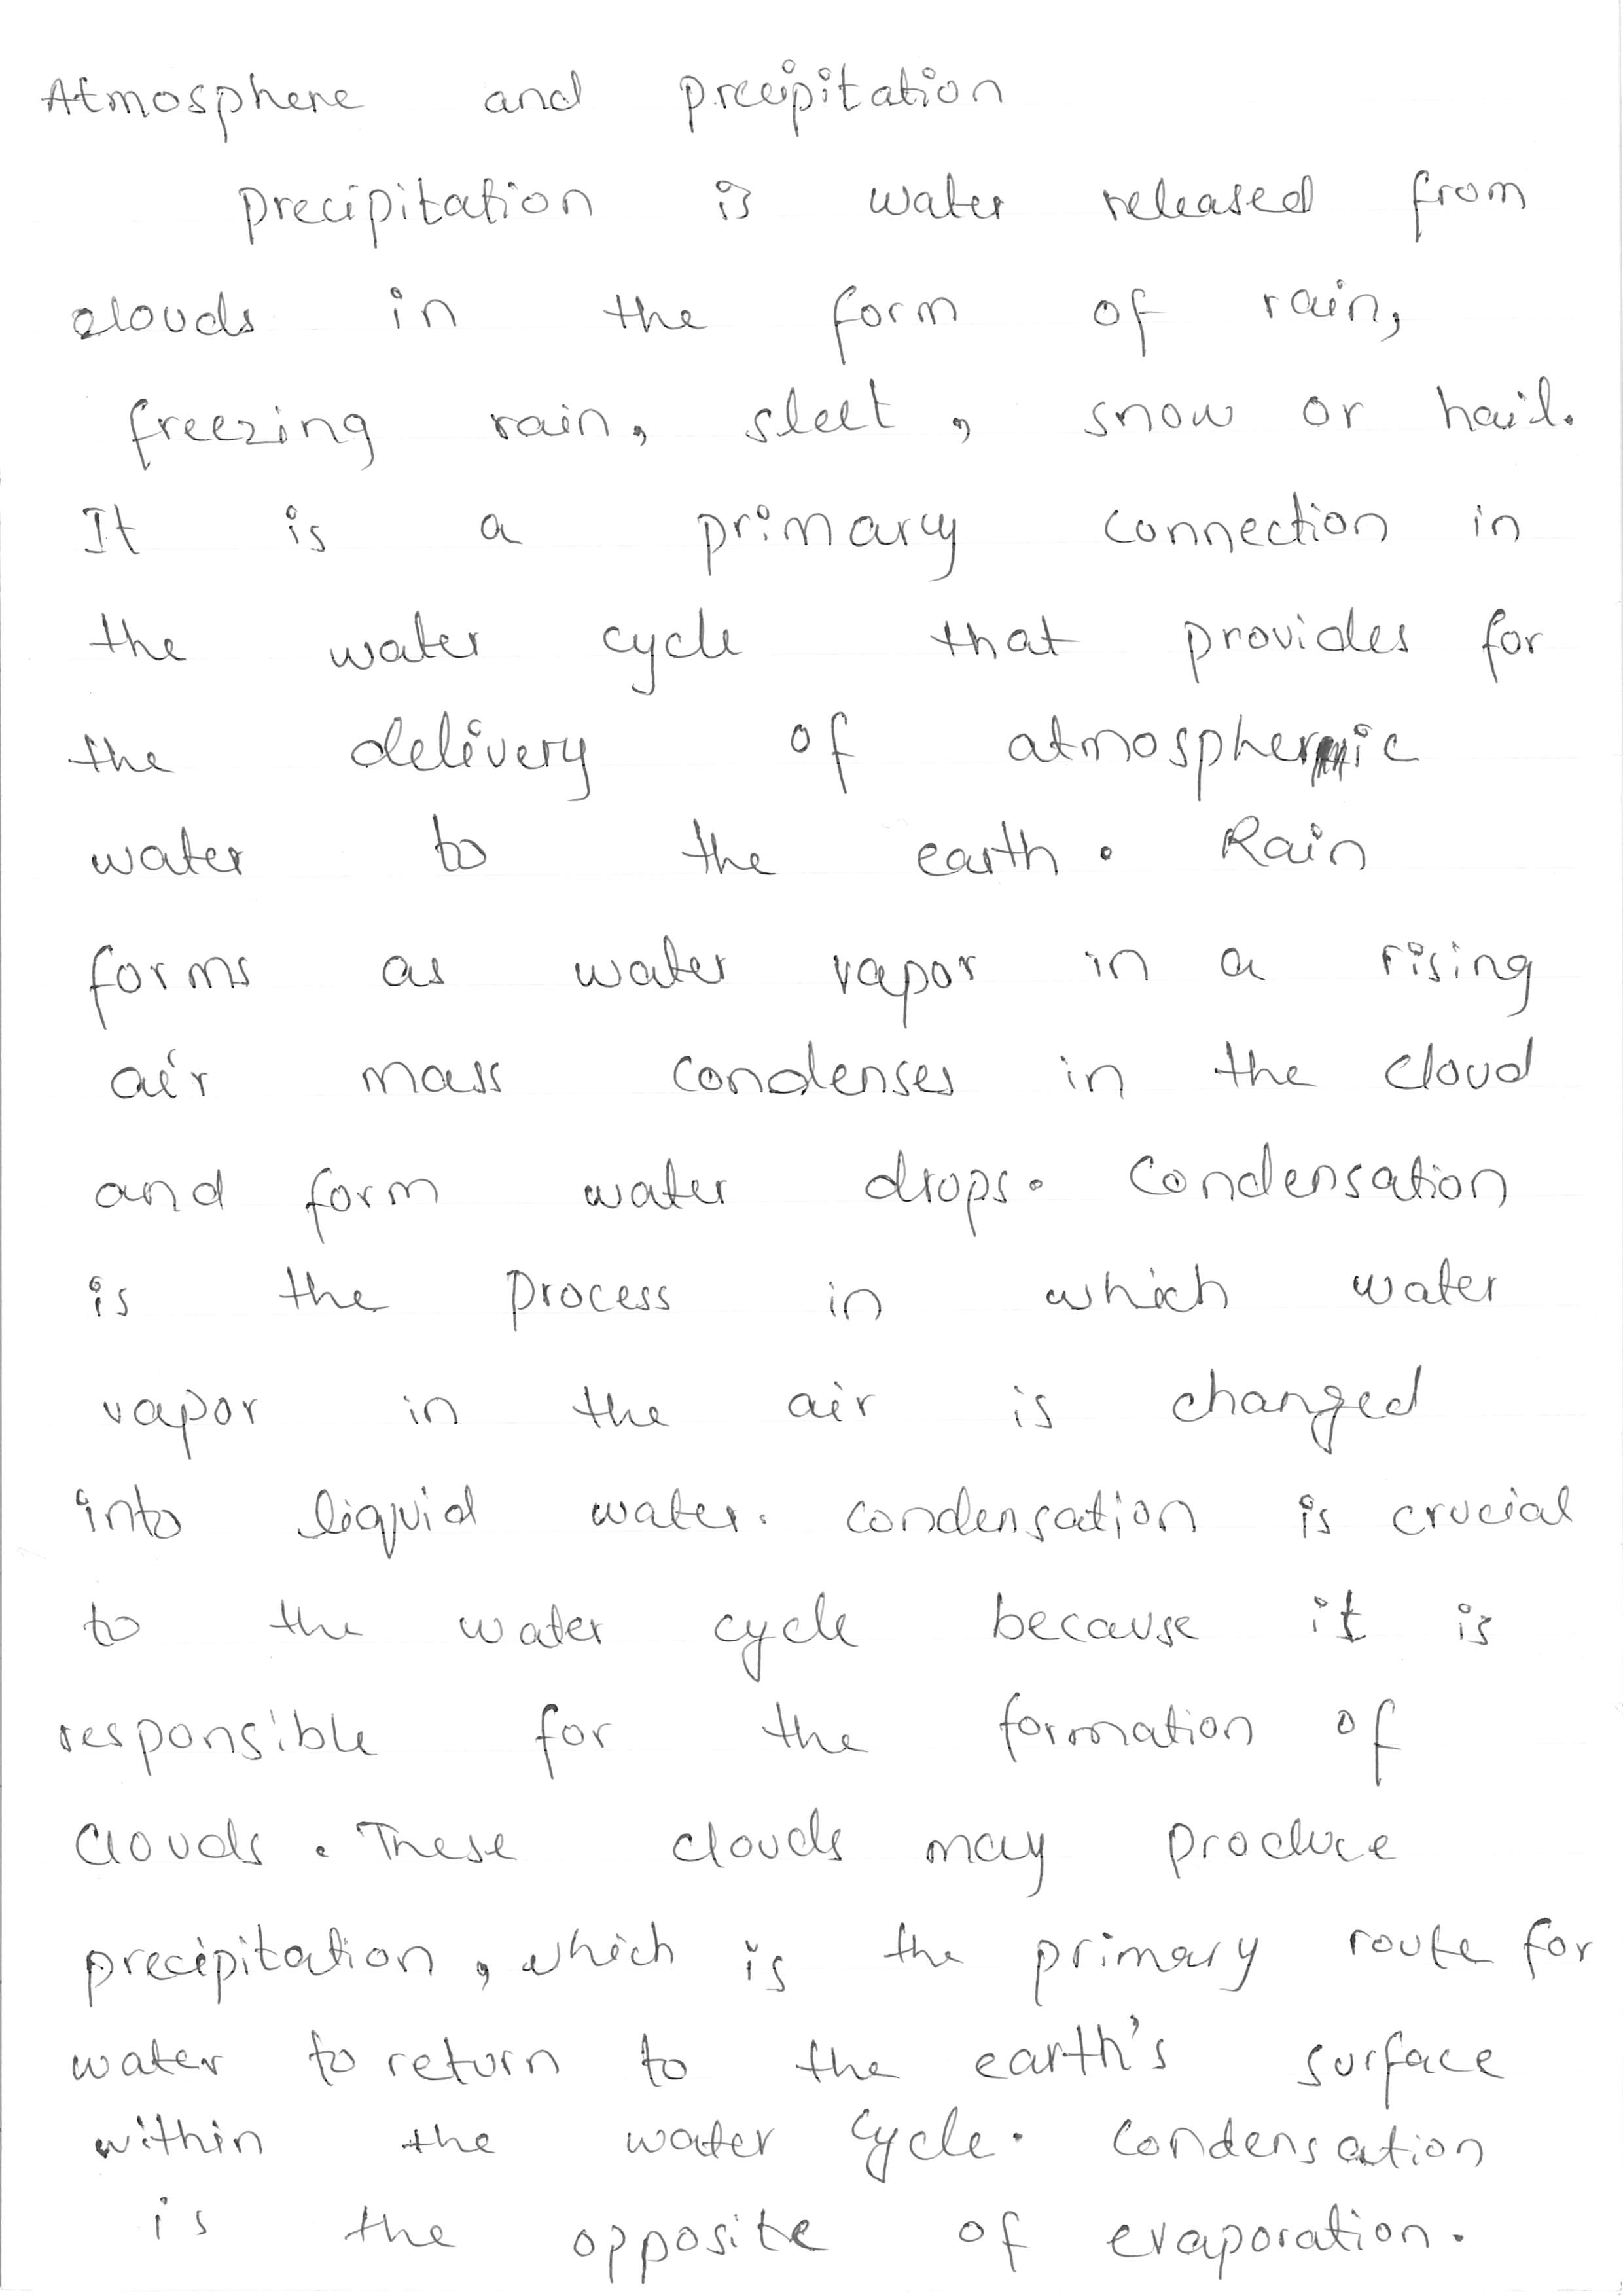 Atmosphere and precipitation
precipitation is water released from
clouds in the form of rain,
freezing rain, sleet, snow or hail.
It is a primary connection in
the water cycle that provides for
the delivery of atmospheric
water to the earth. Rain
forms as water vapor in a rising
air mass condenses in the cloud
and form water drops. Condensation
is the process in which water
vapor in the air is changed
into liquid water. condensation is crucial
to the water cycle because it is
responsible for the formation of
clouds. These clouds may produce
precipitation, which is the primary route for
water to return to the earth's surface
within the water cycle. Condensation
is the opposite of evaporation.